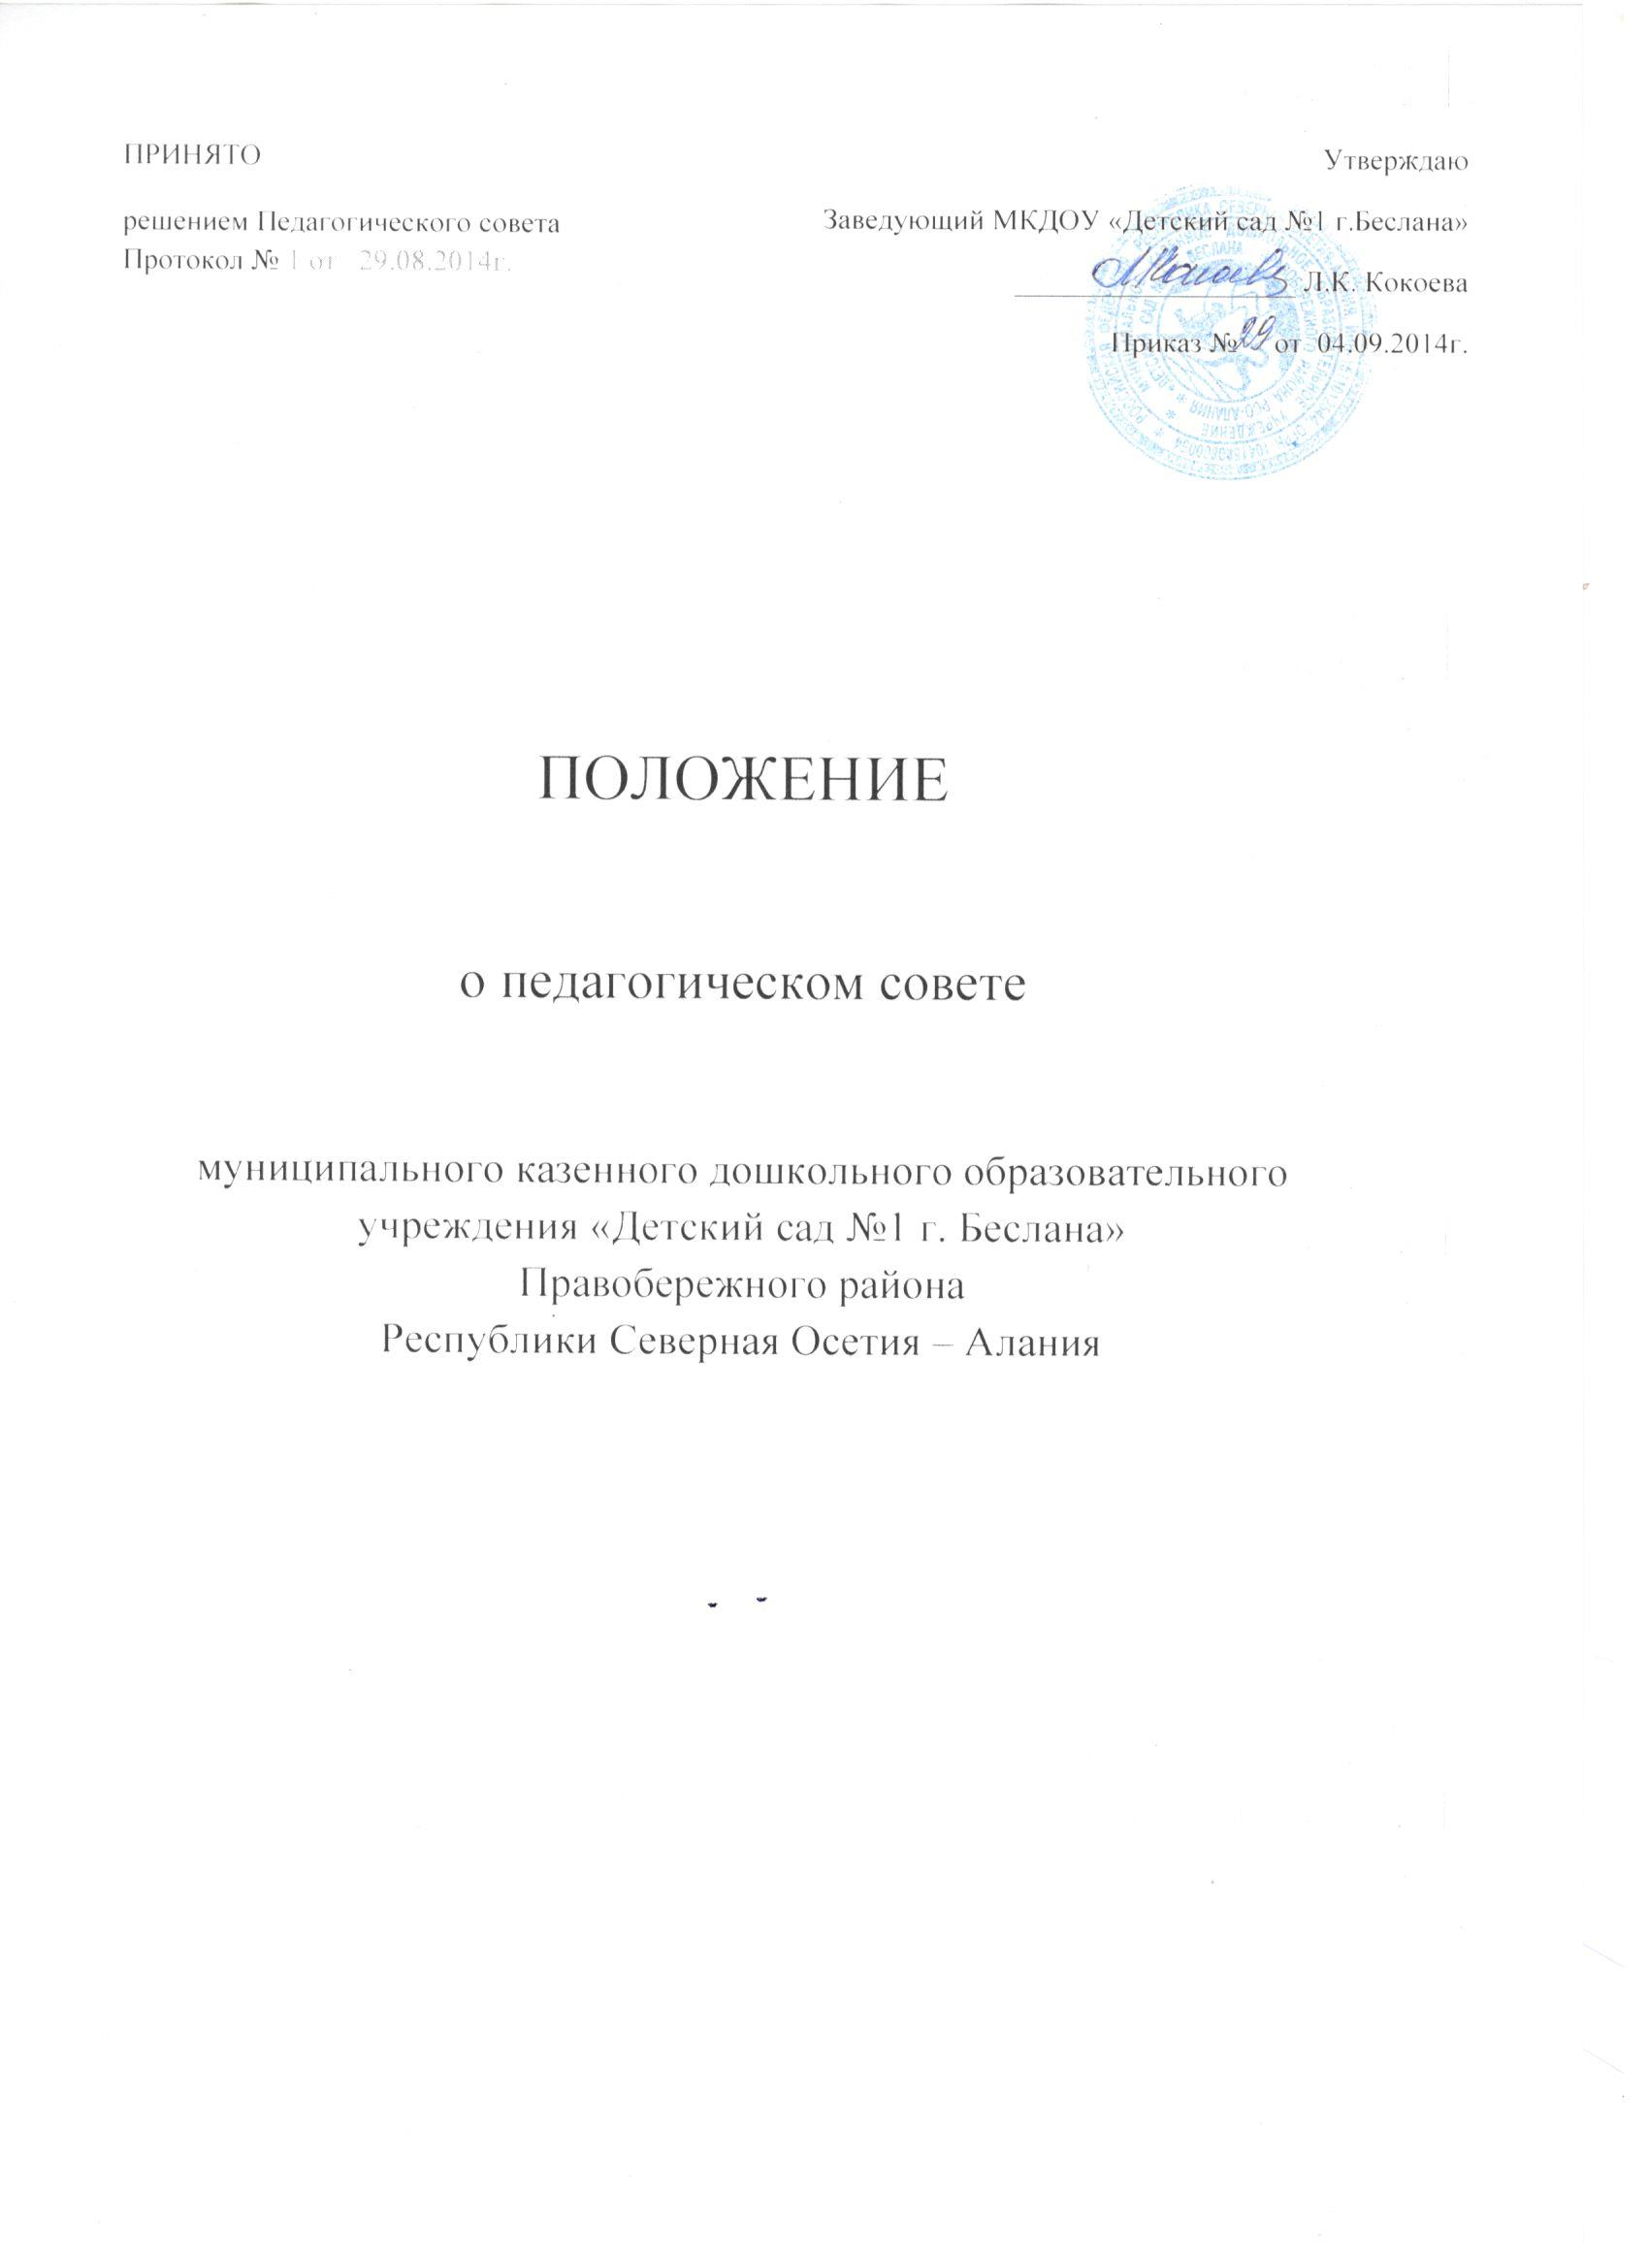 ПРИНЯТО
решением Педагогического совета
Протокол № 1 от 29.08.2014г.
Утверждаю
Заведующий МКДОУ «Детский сад №1 г.Беслана»
Л.К. Кокоева
Приказ №29 от 04.09.2014г.
ПОЛОЖЕНИЕ
о педагогическом совете
муниципального казенного дошкольного образовательного
учреждения «Детский сад №1 г. Беслана»
Правобережного района
Республики Северная Осетия – Алания